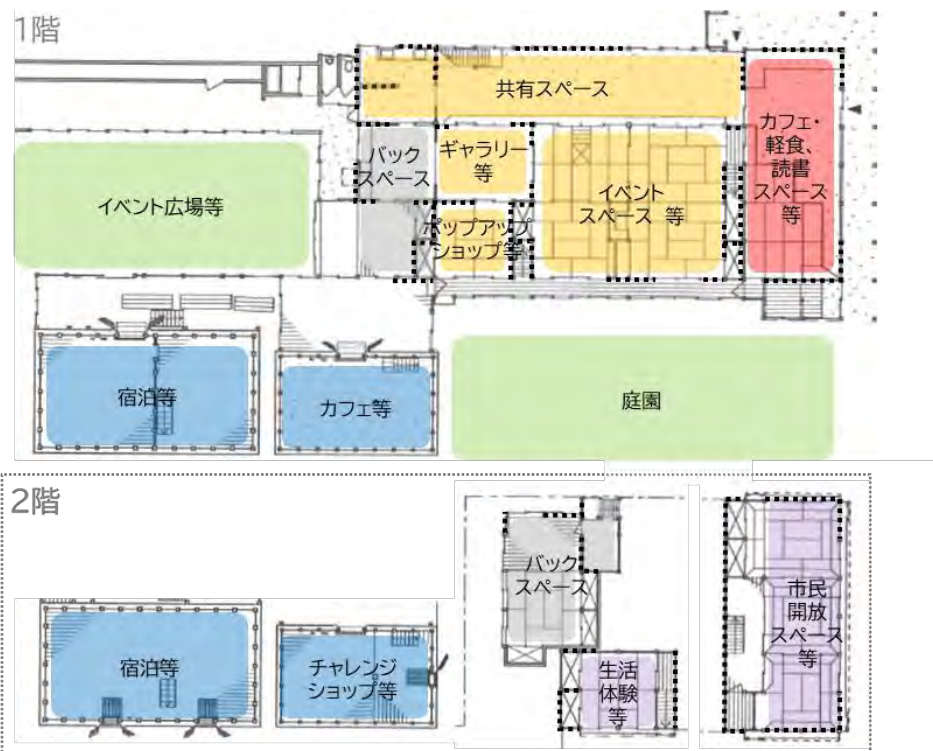 1階
共有スペース
カフェ・
軽食、
読書
スペース
等
バック
スペース
ギャラリー
等
イベント
スペース 等
ポップアップ
ショップ等
イベント広場等
宿泊等
カフェ等
庭園
2階
バック
スペース
市民
開放
スペース
等
宿泊等
チャレンジ
ショップ等
生活
体験
等